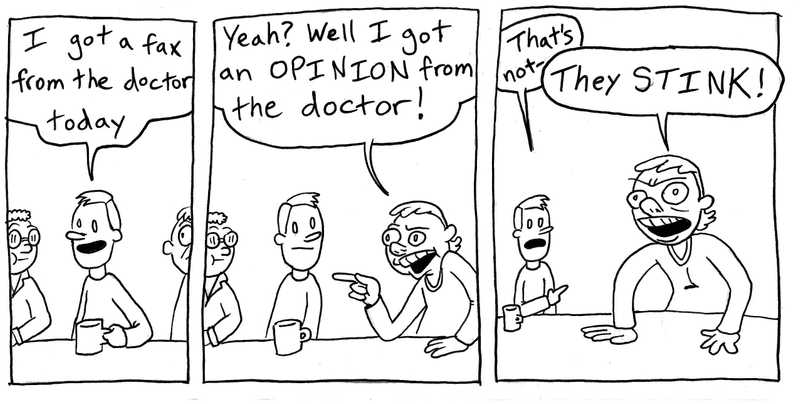 I got a fax
from the doctor
today
Yeah? Well I got
an OPINION from
the doctor!
That's
not-
They STINK!